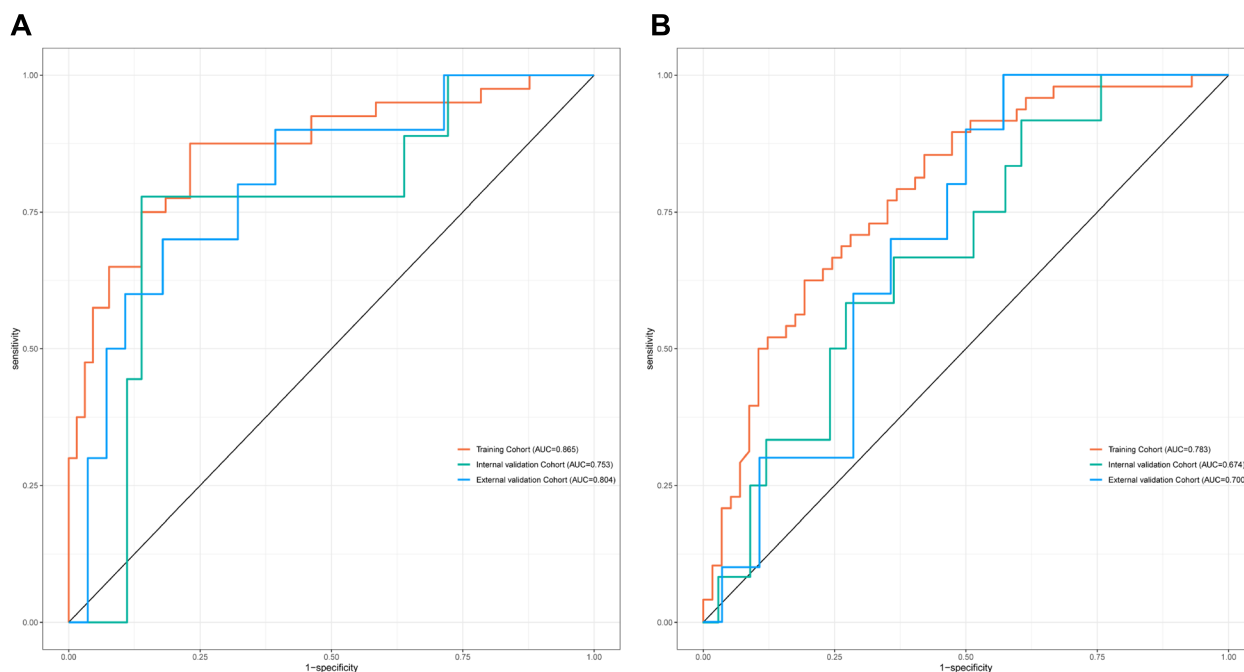 A
1.00
0.75
0.50
0.25
0.00
sensitivity
0.00
0.25
0.50
0.75
1.00
1−specificity
Training Cohort (AUC=0.865)
Internal validation Cohort (AUC=0.753)
External validation Cohort (AUC=0.804)
B
1.00
0.75
0.50
0.25
0.00
sensitivity
0.00
0.25
0.50
0.75
1.00
1−specificity
Training Cohort (AUC=0.783)
Internal validation Cohort (AUC=0.674)
External validation Cohort (AUC=0.700